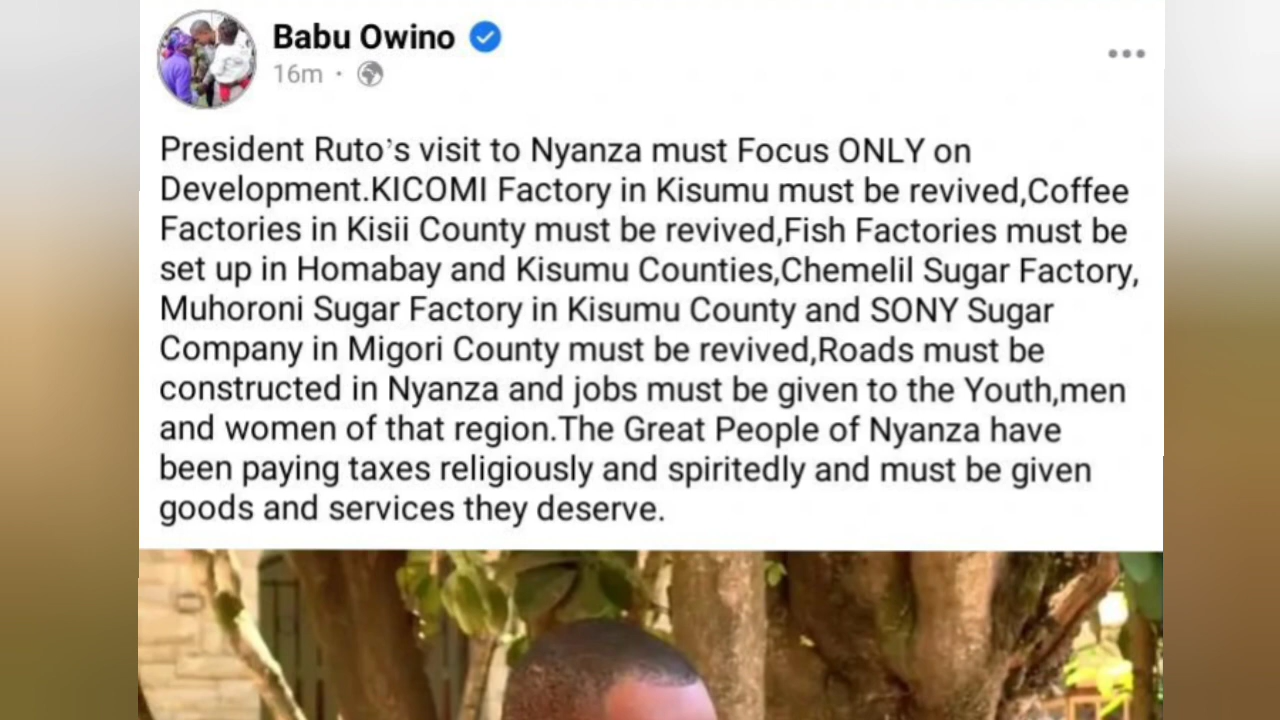 Babu Owino
16m ·
President Ruto’s visit to Nyanza must Focus ONLY on
Development.KICOMI Factory in Kisumu must be revived,Coffee
Factories in Kisii County must be revived,Fish Factories must be
set up in Homabay and Kisumu Counties,Chemelil Sugar Factory,
Muhoroni Sugar Factory in Kisumu County and SONY Sugar
Company in Migori County must be revived,Roads must be
constructed in Nyanza and jobs must be given to the Youth,men
and women of that region.The Great People of Nyanza have
been paying taxes religiously and spiritedly and must be given
goods and services they deserve.